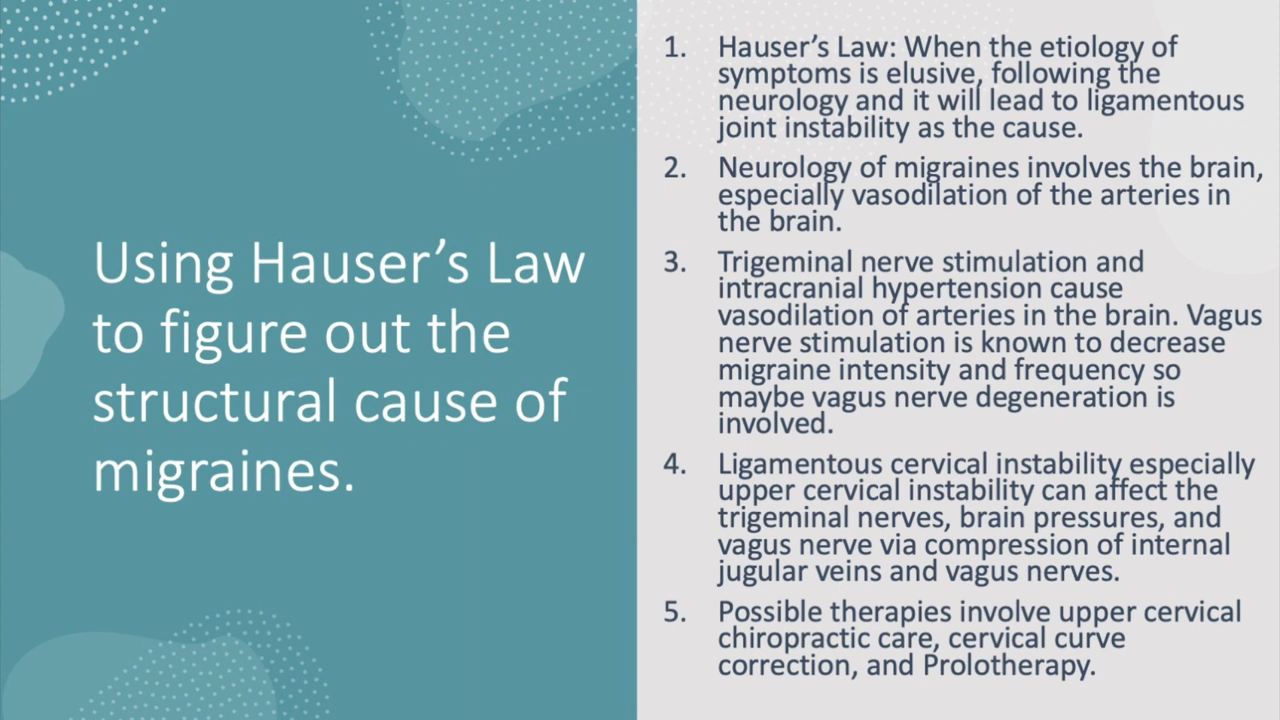 Using Hauser’s Law
to figure out the
structural cause of
migraines.
1. Hauser’s Law: When the etiology of
symptoms is elusive, following the
neurology and it will lead to ligamentous
joint instability as the cause.
2. Neurology of migraines involves the brain,
especially vasodilation of the arteries in
the brain.
3. Trigeminal nerve stimulation and
intracranial hypertension cause
vasodilation of arteries in the brain. Vagus
nerve stimulation is known to decrease
migraine intensity and frequency so
maybe vagus nerve degeneration is
involved.
4. Ligamentous cervical instability especially
upper cervical instability can affect the
trigeminal nerves, brain pressures, and
vagus nerve via compression of internal
jugular veins and vagus nerves.
5. Possible therapies involve upper cervical
chiropractic care, cervical curve
correction, and Prolotherapy.